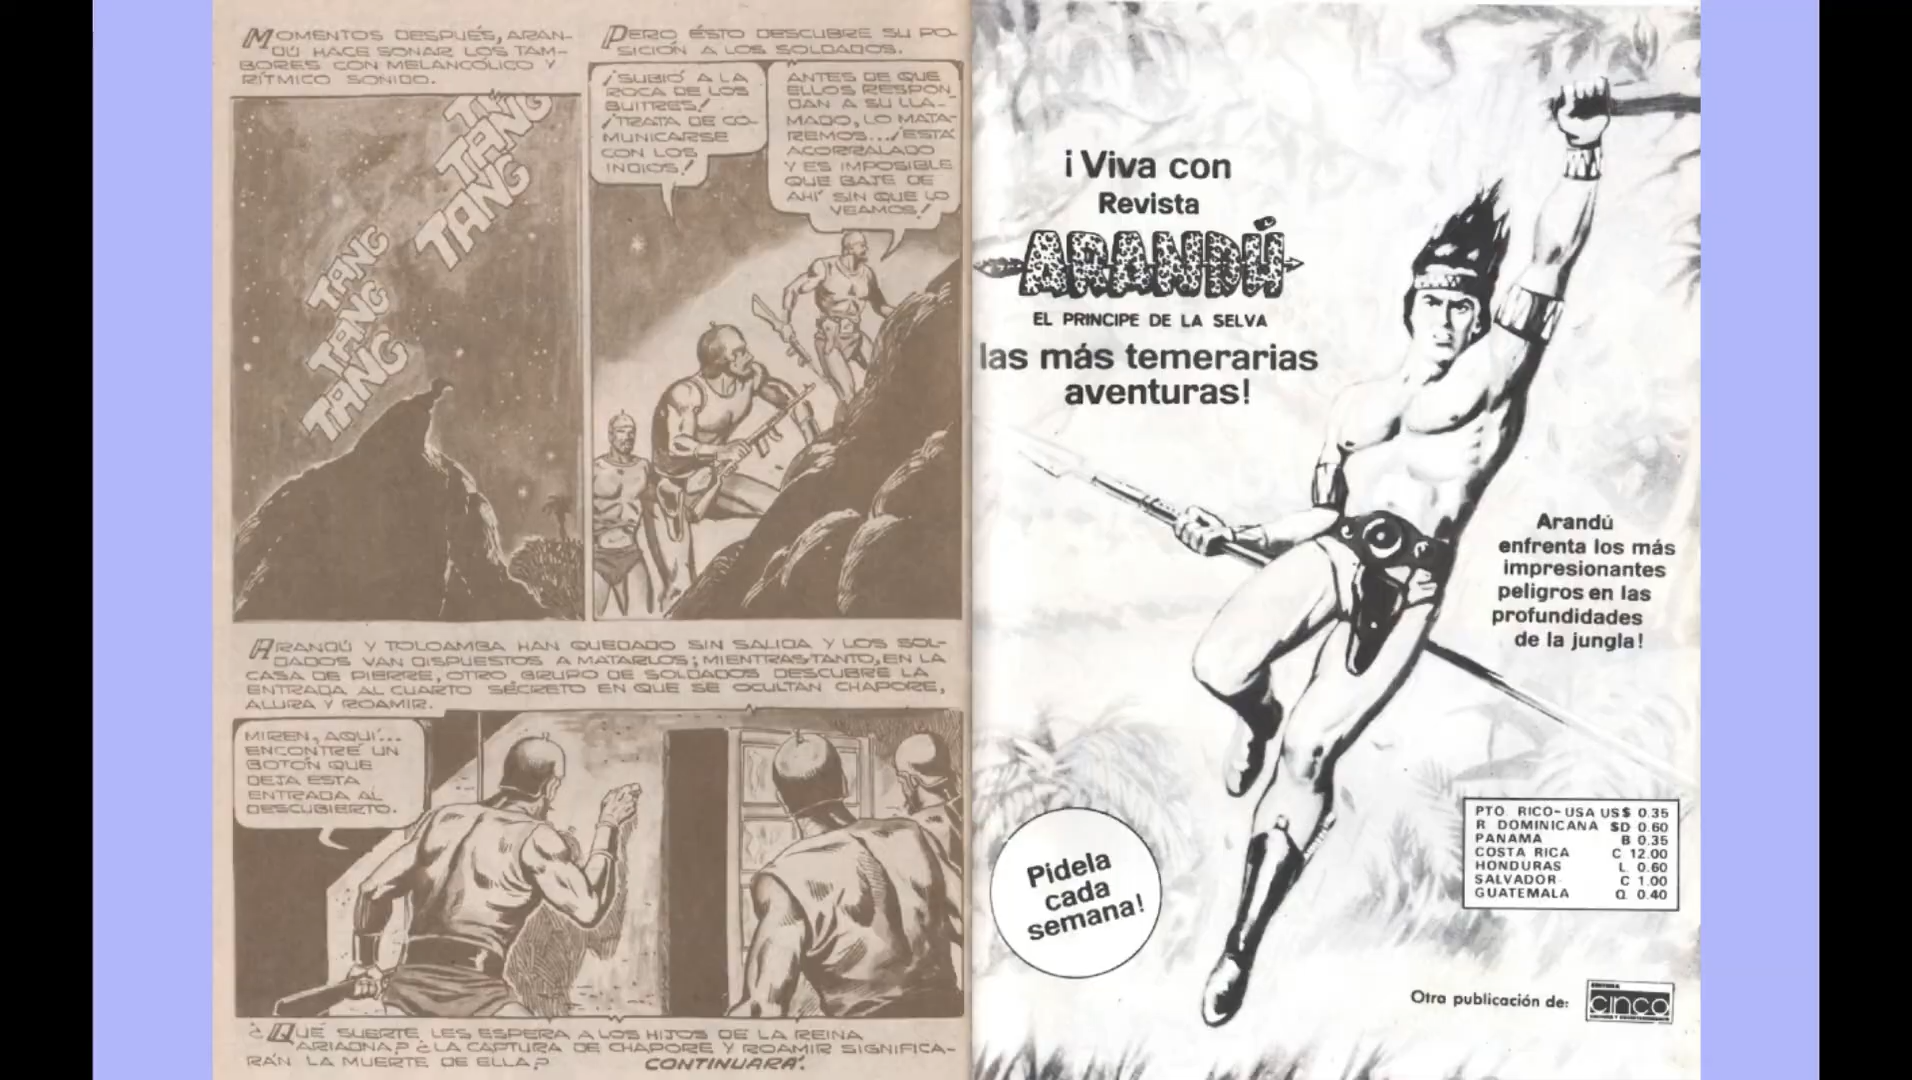 MOMENTOS DESPUÉS, ARAN-
DÚ HACE SONAR LOS TAM-
BORES CON MELANCÓLICO Y
RÍTMICO SONIDO.
TANG
TANG
TANG
TANG
TANG
PERO ÉSTO DESCUBRE SU PO-
SICIÓN A LOS SOLDADOS.
¡SUBIÓ A LA
ROCA DE LOS
BUITRES!
¡TRATA DE CO-
MUNICARSE
CON LOS
INDIOS!
ANTES DE QUE
ELLOS RESPON-
DAN A SU LLA-
MADO, LO MATA-
REMOS...¡ESTÁ
ACORRALADO
Y ES IMPOSIBLE
QUE BAJE DE
AHÍ SIN QUE LO
VEAMOS!
ARANDÚ Y TOLOAMBA HAN QUEDADO SIN SALIDA Y LOS SOL-
DADOS VAN DISPUESTOS A MATARLOS; MIENTRAS TANTO, EN LA
CASA DE PIERRE, OTRO GRUPO DE SOLDADOS DESCUBRE LA
ENTRADA AL CUARTO SECRETO EN QUE SE OCULTAN CHAPORE,
ALURA Y ROAMIR.
MIREN, AQUÍ...
ENCONTRÉ UN
BOTÓN QUE
DEJA ESTA
ENTRADA AL
DESCUBIERTO.
¿QUÉ SUERTE LES ESPERA A LOS HIJOS DE LA REINA
ARIADNA? ¿LA CAPTURA DE CHAPORE Y ROAMIR SIGNIFICA-
RÁN LA MUERTE DE ELLA?
CONTINUARÁ.
¡Viva con
Revista
ARANDÚ
EL PRINCIPE DE LA SELVA
las más temerarias
aventuras!
Arandú
enfrenta los más
impresionantes
peligros en las
profundidades
de la jungla!
PTO RICO-USA US$ 0.35
R DOMINICANA $D 0.60
PANAMA B 0.35
COSTA RICA C 12.00
HONDURAS L. 0.60
SALVADOR C 1.00
GUATEMALA Q. 0.40
Pidela
cada
semana!
Otra publicación de:
EDITORA
CINCO